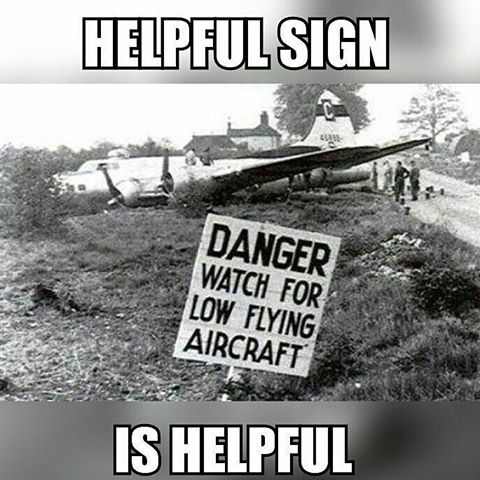 HELPFUL SIGN
DANGER
WATCH FOR
LOW FLYING
AIRCRAFT
IS HELPFUL